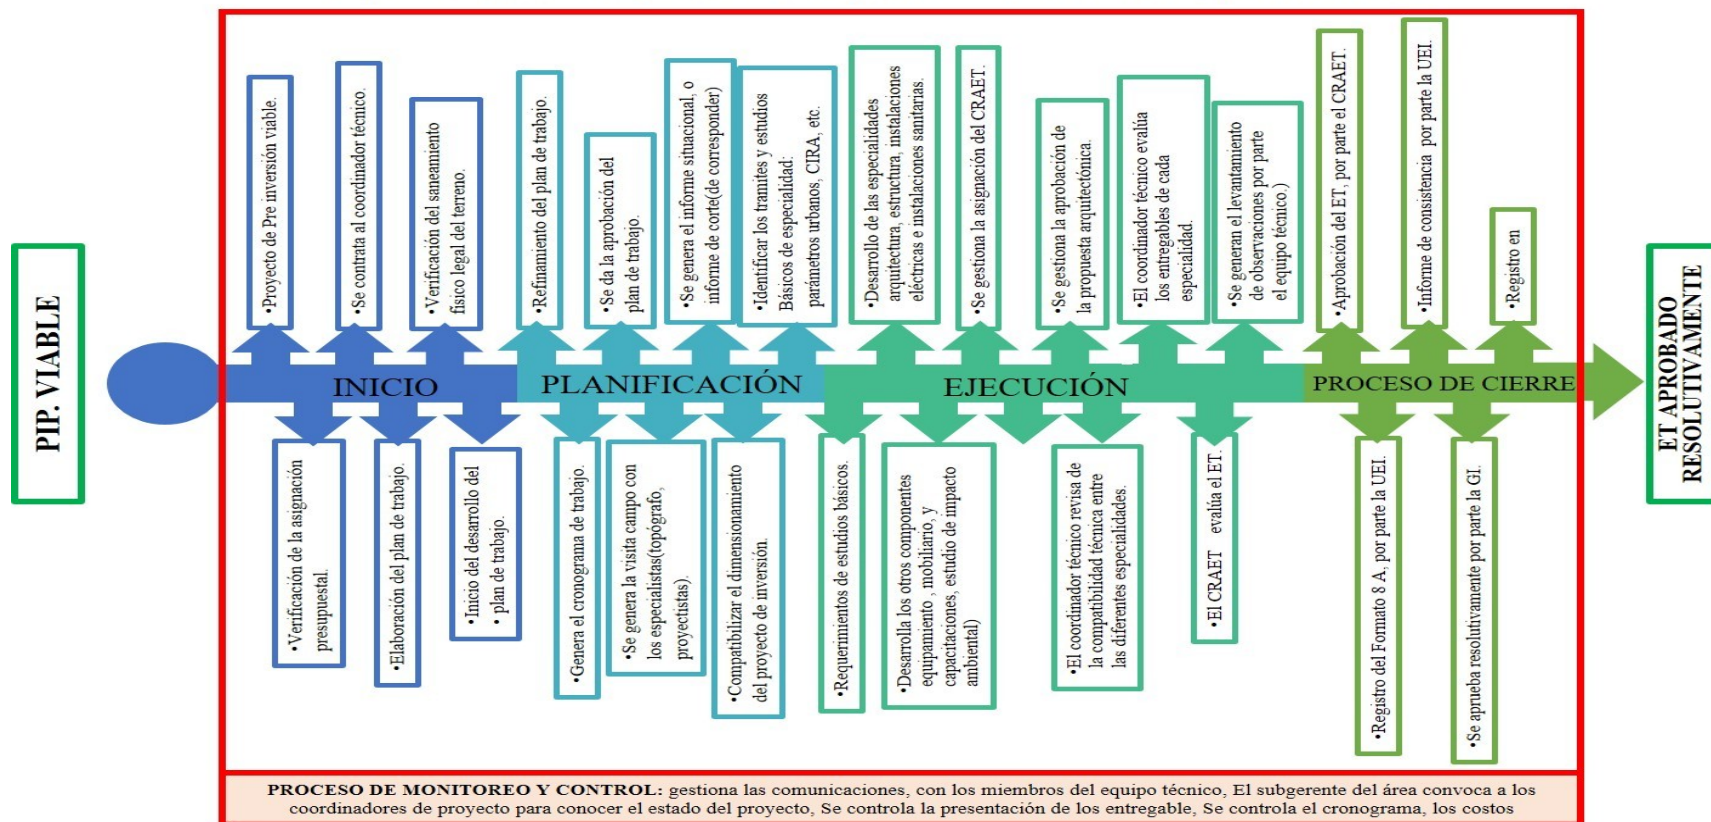 PIP. VIABLE
•Proyecto de Pre inversión viable.
•Se contrata al coordinador técnico.
•Verificación del saneamiento
físico legal del terreno.
•Refinamiento del plan de trabajo.
•Se da la aprobación del
plan de trabajo.
•Se genera el informe situacional, o
informe de corte(de corresponder)
•Identificar los tramites y estudios
Básicos de especialidad:
parámetros urbanos, CIRA, etc.
•Desarrollo de las especialidades
arquitectura, estructura, instalaciones
eléctricas e instalaciones sanitarias.
•Se gestiona la asignación del CRAET.
•Se gestiona la aprobación de
la propuesta arquitectónica.
•El coordinador técnico evalúa
los entregables de cada
especialidad.
•Se generan el levantamiento
de observaciones por parte
el equipo técnico.)
•Aprobación del ET, por parte el CRAET.
•Informe de consistencia por parte la UEI.
•Registro en
INICIO
PLANIFICACIÓN
EJECUCIÓN
PROCESO DE CIERRE
•Verificación de la asignación
presupuestal.
•Elaboración del plan de trabajo.
•Inicio del desarrollo del
• plan de trabajo.
•Genera el cronograma de trabajo.
•Se genera la visita campo con
los especialistas(topógrafo,
proyectistas).
•Compatibilizar el dimensionamiento
del proyecto de inversión.
•Requerimientos de estudios básicos.
•Desarrolla los otros componentes
equipamiento , mobiliario, y
capacitaciones, estudio de impacto
ambiental)
•El coordinador técnico revisa de
la compatibilidad técnica entre
las diferentes especialidades.
•El CRAET evalúa el ET.
•Registro del Formato 8 A, por parte la UEI.
•Se aprueba resolutivamente por parte la GI.
ET APROBADO
RESOLUTIVAMENTE
PROCESO DE MONITOREO Y CONTROL: gestiona las comunicaciones, con los miembros del equipo técnico, El subgerente del área convoca a los
coordinadores de proyecto para conocer el estado del proyecto, Se controla la presentación de los entregable, Se controla el cronograma, los costos